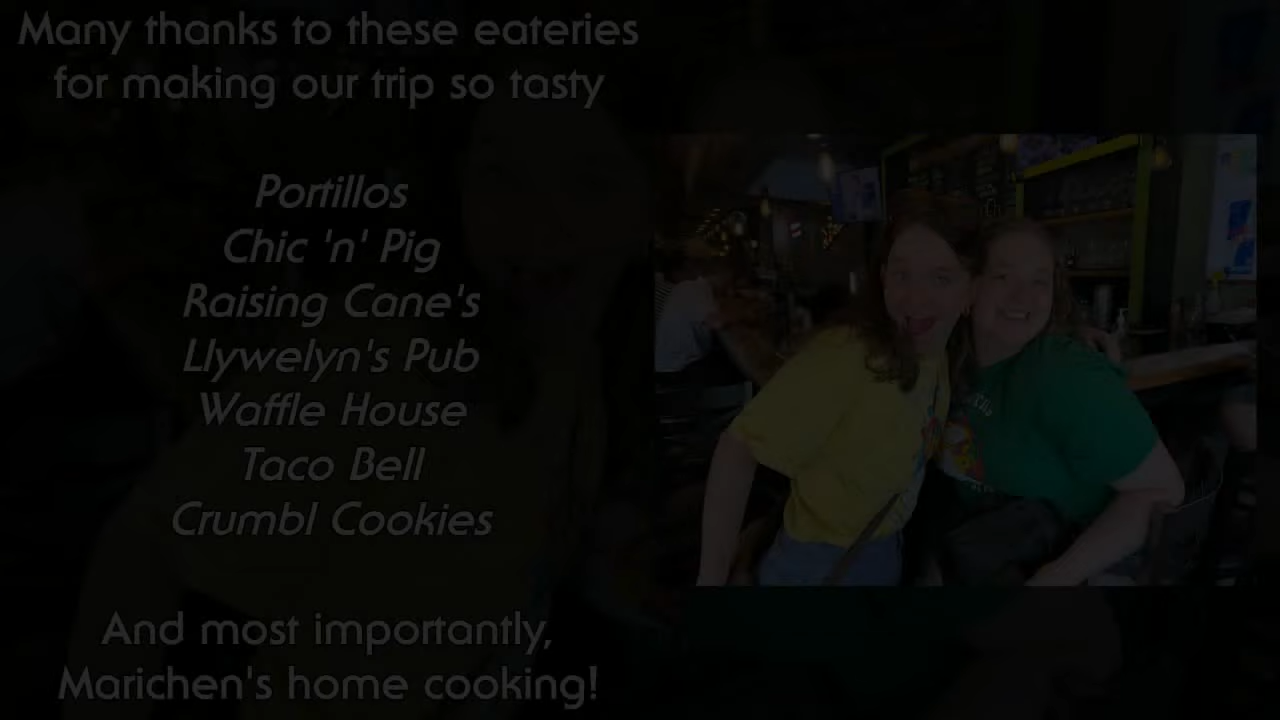 Many thanks to these eateries
for making our trip so tasty
Portillos
Chic 'n' Pig
Raising Cane's
Llywelyn's Pub
Waffle House
Taco Bell
Crumbl Cookies
And most importantly,
Marichen's home cooking!